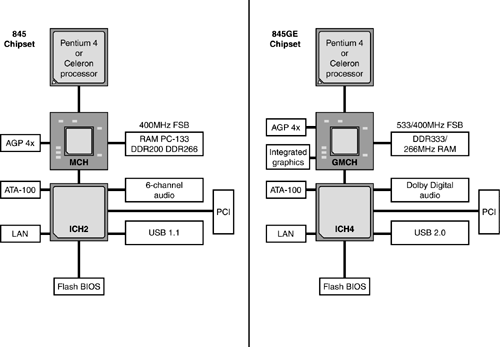 845
Chipset
Pentium 4
or
Celeron
processor
400MHz FSB
AGP 4x
RAM PC-133
DDR200 DDR266
MCH
ATA-100
6-channel
audio
PCI
LAN
ICH2
USB 1.1
Flash BIOS
845GE
Chipset
Pentium 4
or
Celeron
processor
533/400MHz FSB
AGP 4x
DDR333/
266MHz RAM
Integrated
graphics
GMCH
ATA-100
Dolby Digital
audio
PCI
LAN
ICH4
USB 2.0
Flash BIOS